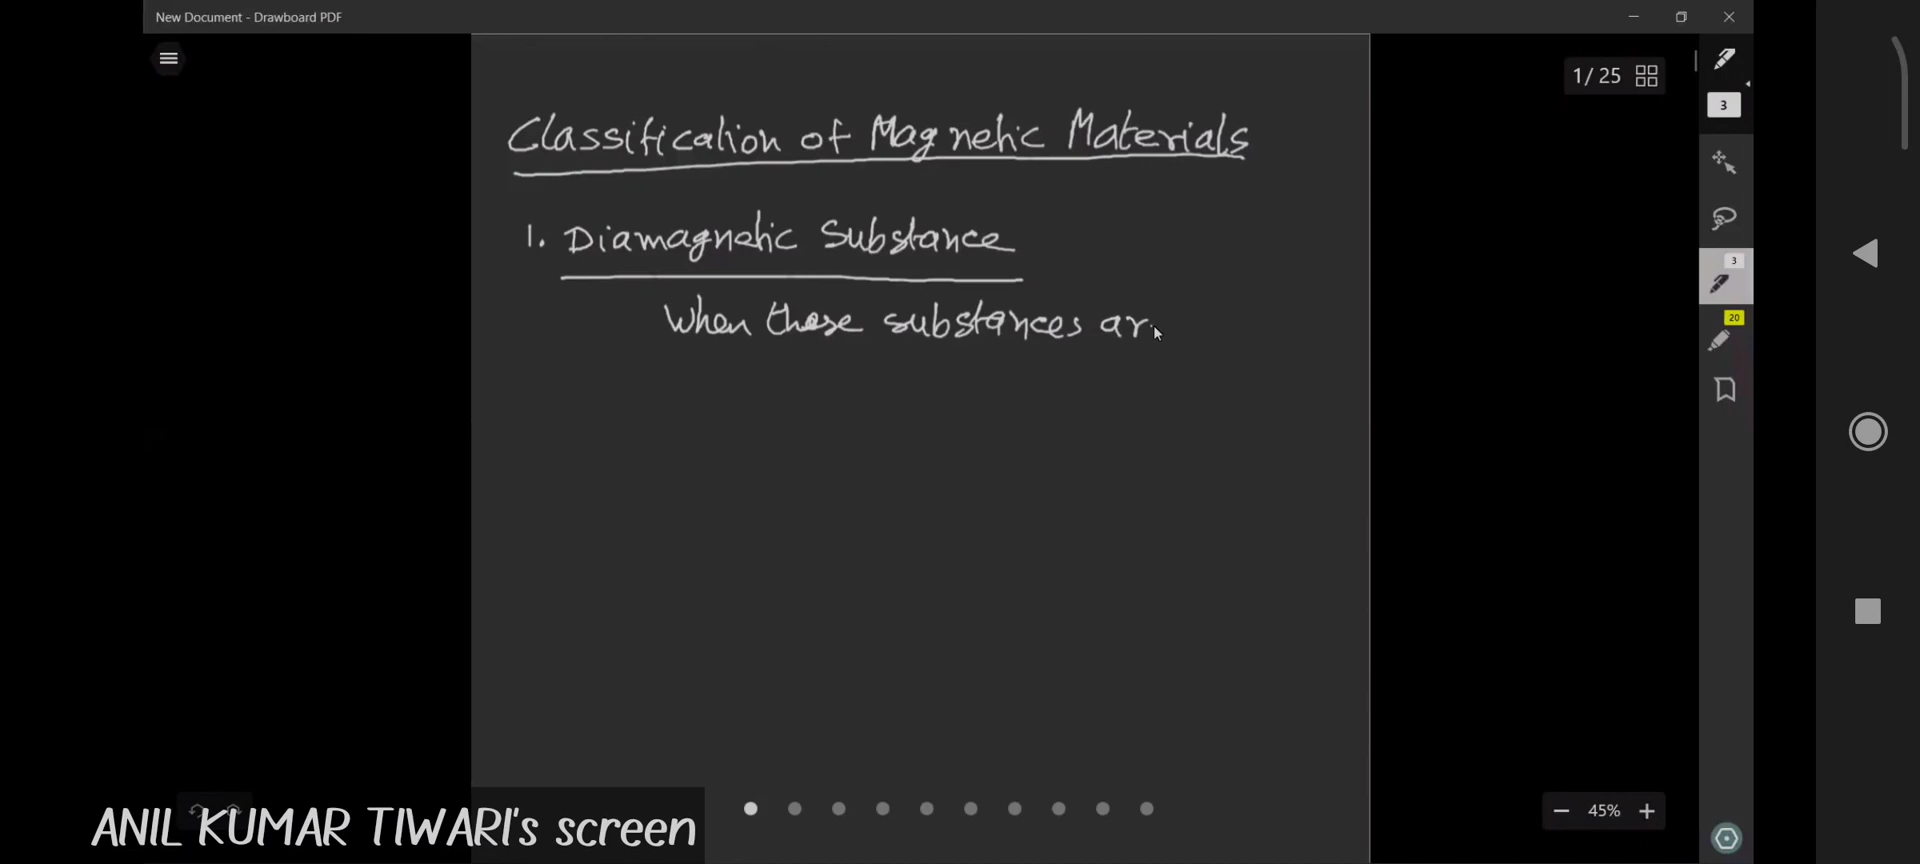 New Document - Drawboard PDF
1 / 25
3
Classification of Magnetic Materials
1. Diamagnetic Substance
3
When these substances ar
20
45%
ANIL KUMAR TIWARI's screen